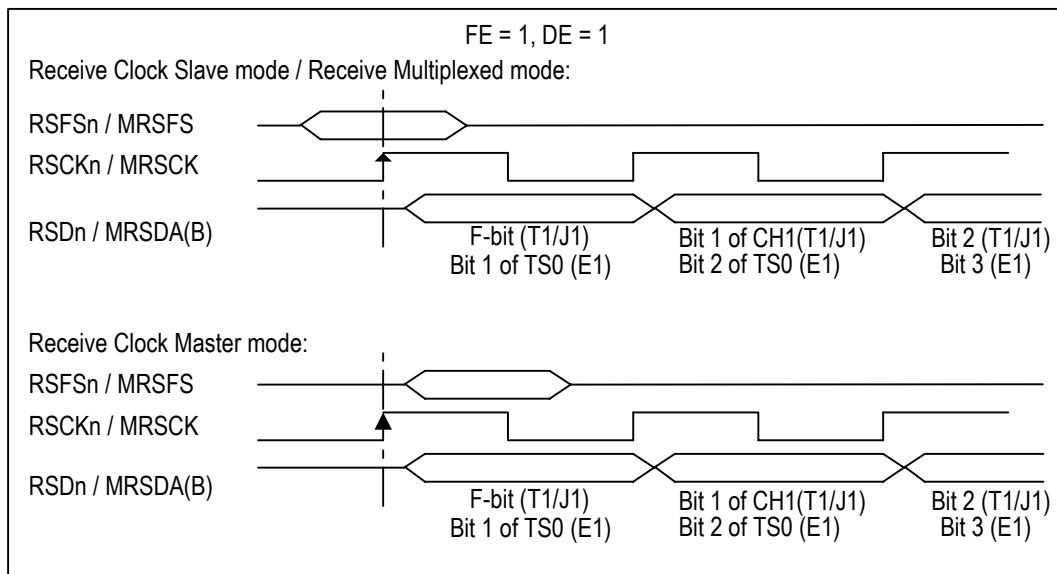 FE = 1, DE = 1
Receive Clock Slave mode / Receive Multiplexed mode:
RSFSn / MRSFS
RSCKn / MRSCK
RSDn / MRSDA(B)
F-bit (T1/J1)
Bit 1 of TS0 (E1)
Bit 1 of CH1(T1/J1)
Bit 2 of TS0 (E1)
Bit 2 (T1/J1)
Bit 3 (E1)
Receive Clock Master mode:
RSFSn / MRSFS
RSCKn / MRSCK
RSDn / MRSDA(B)
F-bit (T1/J1)
Bit 1 of TS0 (E1)
Bit 1 of CH1(T1/J1)
Bit 2 of TS0 (E1)
Bit 2 (T1/J1)
Bit 3 (E1)